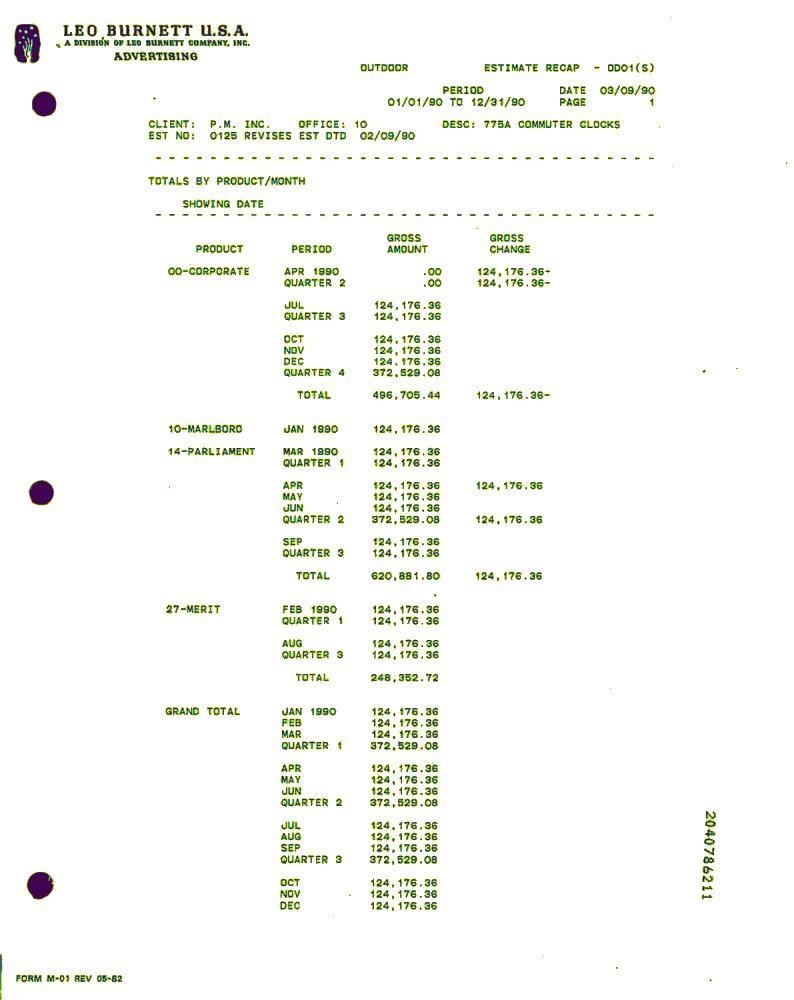 LEO BURNETT U.S.A.
A DIVISION OF LEO BURNETT COMPANY, INC.
ADVERTISING
OUTDOOR ESTIMATE RECAP - OD01(S)
PERIOD DATE 03/09/90
01/01/90 TO 12/31/90 PAGE 1
CLIENT: P.M. INC. OFFICE: 10 DESC: 775A COMMUTER CLOCKS
EST NO: 0125 REVISES EST DTD 02/09/90
TOTALS BY PRODUCT/MONTH
SHOWING DATE
GROSS GROSS
PRODUCT PERIOD AMOUNT CHANGE
00-CORPORATE APR 1990 .00 124,176.36-
QUARTER 2 .00 124,176.36-
JUL 124,176.36
QUARTER 3 124,176.36
OCT 124,176.36
NOV 124,176.36
DEC 124,176.36
QUARTER 4 372,529.08
TOTAL 496,705.44 124,176.36-
10-MARLBORO JAN 1990 124,176.36
14-PARLIAMENT MAR 1990 124,176.36
QUARTER 1 124,176.36
APR 124,176.36 124,176.36
MAY 124,176.36
JUN 124,176.36
QUARTER 2 372,529.08 124,176.36
SEP 124,176.36
QUARTER 3 124,176.36
TOTAL 620,881.80 124,176.36
27-MERIT FEB 1990 124,176.36
QUARTER 1 124,176.36
AUG 124,176.36
QUARTER 3 124,176.36
TOTAL 248,352.72
GRAND TOTAL JAN 1990 124,176.36
FEB 124,176.36
MAR 124,176.36
QUARTER 1 372,529.08
APR 124,176.36
MAY 124,176.36
JUN 124,176.36
QUARTER 2 372,529.08
JUL 124,176.36
AUG 124,176.36
SEP 124,176.36
QUARTER 3 372,529.08
OCT 124,176.36
NOV 124,176.36
DEC 124,176.36
2040786211
FORM M-01 REV 05-82